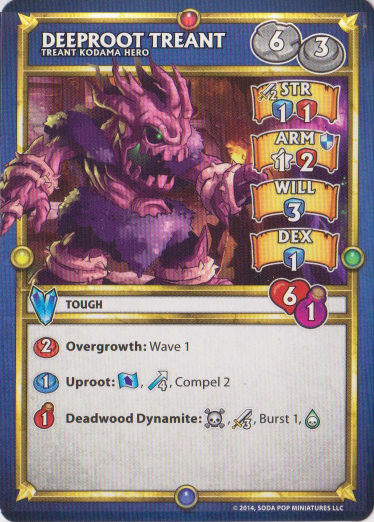 DEEPROOT TREANT
TREANT KODAMA HERO
6 3
2 STR
1 1
ARM
1 2
WILL
3
DEX
1
6
1
TOUGH
2 Overgrowth: Wave 1
1 Uproot: , 4, Compel 2
1 Deadwood Dynamite: , 3, Burst 1,
© 2014, SODA POP MINIATURES LLC